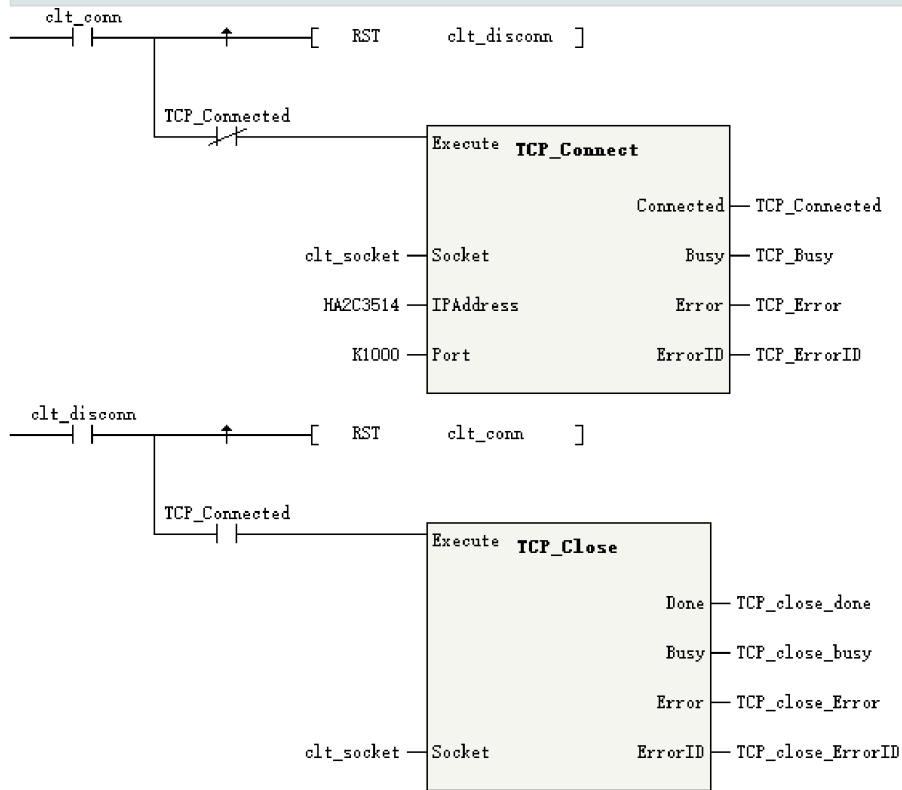 clt_conn
RST clt_disconn
TCP_Connected
Execute TCP_Connect
Connected TCP_Connected
clt_socket Socket Busy TCP_Busy
HA2C3514 IPAddress Error TCP_Error
K1000 Port ErrorID TCP_ErrorID
clt_disconn
RST clt_conn
TCP_Connected
Execute TCP_Close
Done TCP_close_done
Busy TCP_close_busy
Error TCP_close_Error
clt_socket Socket ErrorID TCP_close_ErrorID